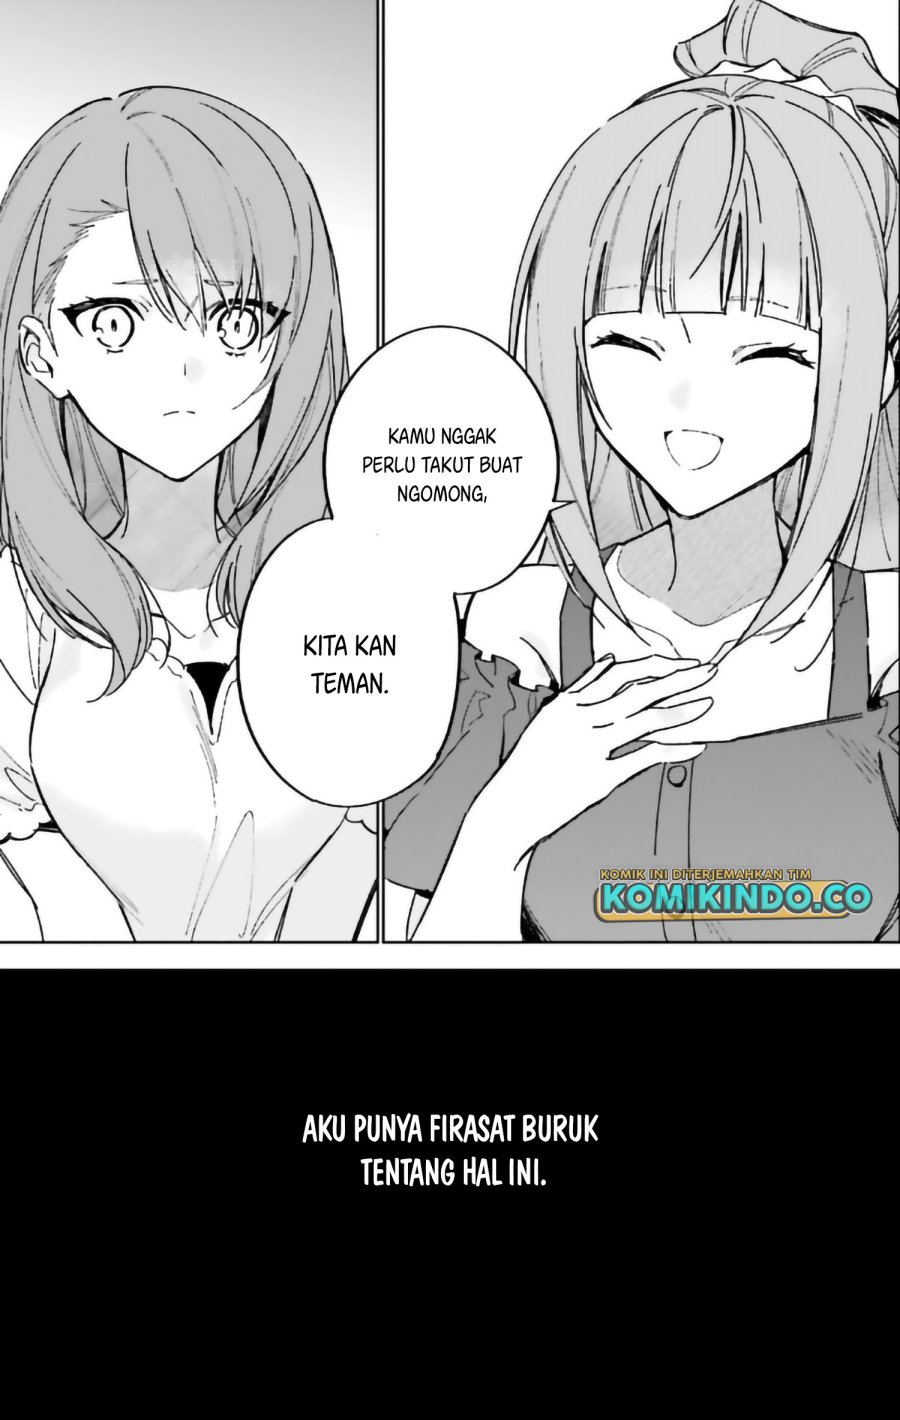 KAMU NGGAK
PERLU TAKUT BUAT
NGOMONG,
KITA KAN
TEMAN.
KOMIK INI DITERJEMAHKAN TIM
KOMIKINDO.CO
AKU PUNYA FIRASAT BURUK
TENTANG HAL INI.